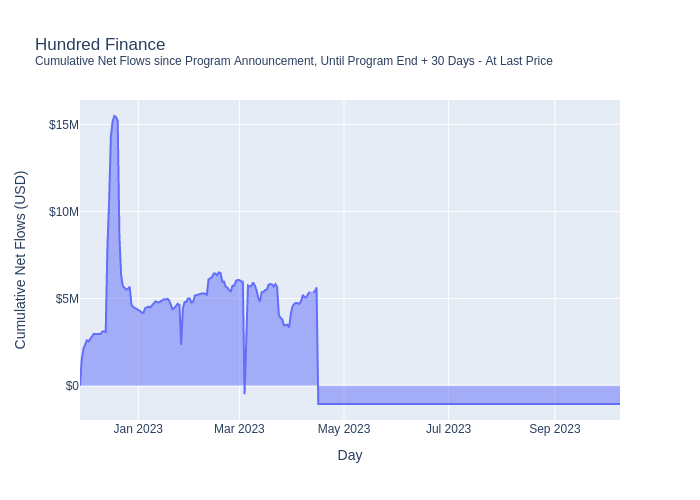 Hundred Finance
Cumulative Net Flows since Program Announcement, Until Program End + 30 Days - At Last Price
Cumulative Net Flows (USD)
$15M
$10M
$5M
$0
Jan 2023
Mar 2023
May 2023
Jul 2023
Sep 2023
Day